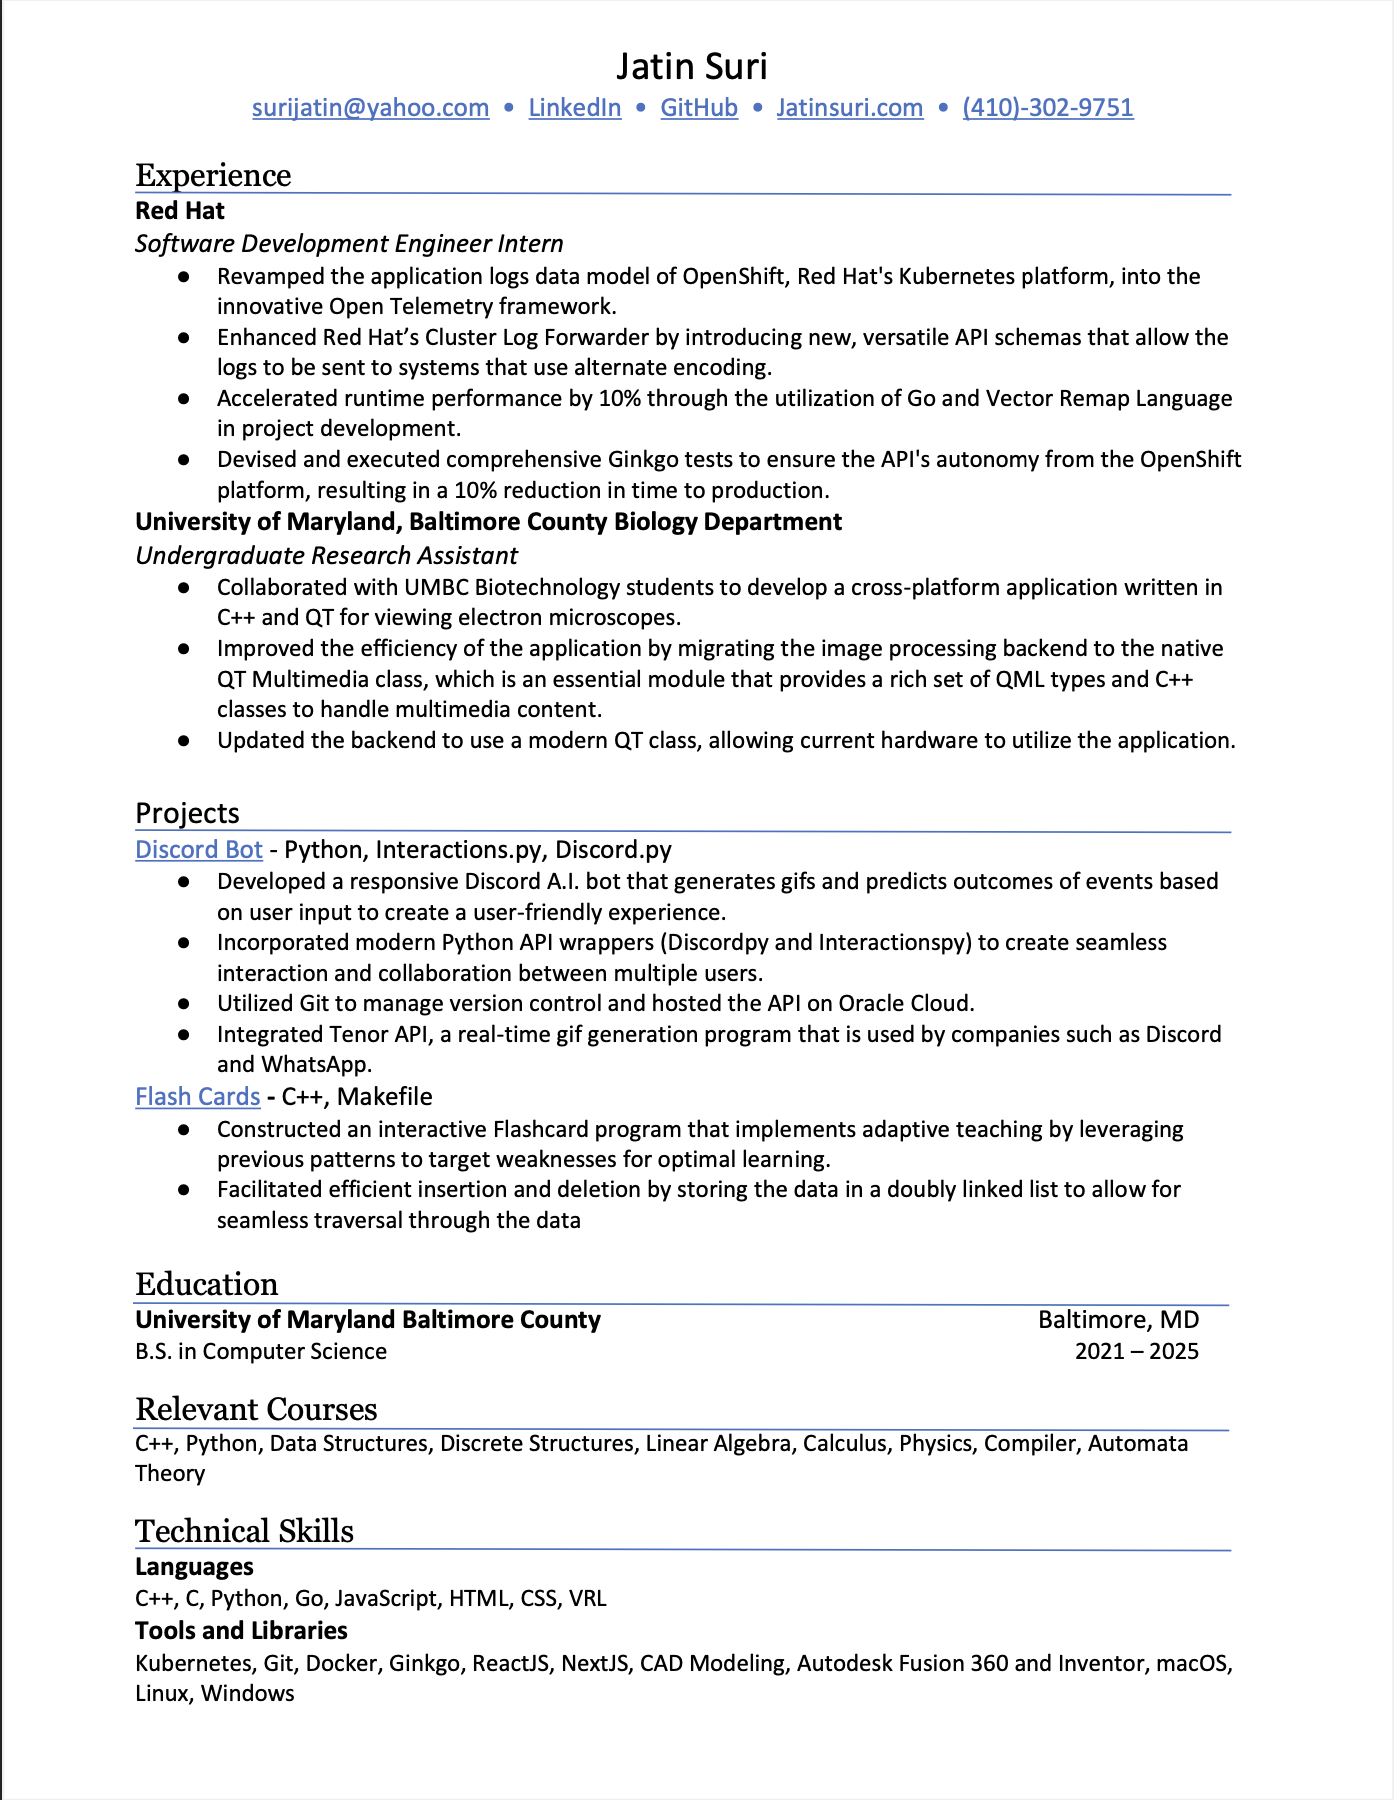 Jatin Suri
surijatin@yahoo.com • LinkedIn • GitHub • Jatinsuri.com • (410)-302-9751
Experience
Red Hat
Software Development Engineer Intern
● Revamped the application logs data model of OpenShift, Red Hat's Kubernetes platform, into the
innovative Open Telemetry framework.
● Enhanced Red Hat’s Cluster Log Forwarder by introducing new, versatile API schemas that allow the
logs to be sent to systems that use alternate encoding.
● Accelerated runtime performance by 10% through the utilization of Go and Vector Remap Language
in project development.
● Devised and executed comprehensive Ginkgo tests to ensure the API's autonomy from the OpenShift
platform, resulting in a 10% reduction in time to production.
University of Maryland, Baltimore County Biology Department
Undergraduate Research Assistant
● Collaborated with UMBC Biotechnology students to develop a cross-platform application written in
C++ and QT for viewing electron microscopes.
● Improved the efficiency of the application by migrating the image processing backend to the native
QT Multimedia class, which is an essential module that provides a rich set of QML types and C++
classes to handle multimedia content.
● Updated the backend to use a modern QT class, allowing current hardware to utilize the application.
Projects
Discord Bot - Python, Interactions.py, Discord.py
● Developed a responsive Discord A.I. bot that generates gifs and predicts outcomes of events based
on user input to create a user-friendly experience.
● Incorporated modern Python API wrappers (Discordpy and Interactionspy) to create seamless
interaction and collaboration between multiple users.
● Utilized Git to manage version control and hosted the API on Oracle Cloud.
● Integrated Tenor API, a real-time gif generation program that is used by companies such as Discord
and WhatsApp.
Flash Cards - C++, Makefile
● Constructed an interactive Flashcard program that implements adaptive teaching by leveraging
previous patterns to target weaknesses for optimal learning.
● Facilitated efficient insertion and deletion by storing the data in a doubly linked list to allow for
seamless traversal through the data
Education
University of Maryland Baltimore County Baltimore, MD
B.S. in Computer Science 2021 – 2025
Relevant Courses
C++, Python, Data Structures, Discrete Structures, Linear Algebra, Calculus, Physics, Compiler, Automata
Theory
Technical Skills
Languages
C++, C, Python, Go, JavaScript, HTML, CSS, VRL
Tools and Libraries
Kubernetes, Git, Docker, Ginkgo, ReactJS, NextJS, CAD Modeling, Autodesk Fusion 360 and Inventor, macOS,
Linux, Windows